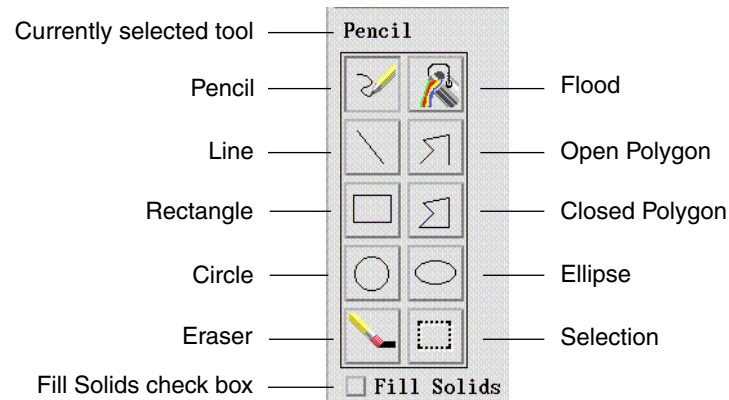 Currently selected tool Pencil
Pencil Flood
Line Open Polygon
Rectangle Closed Polygon
Circle Ellipse
Eraser Selection
Fill Solids check box Fill Solids